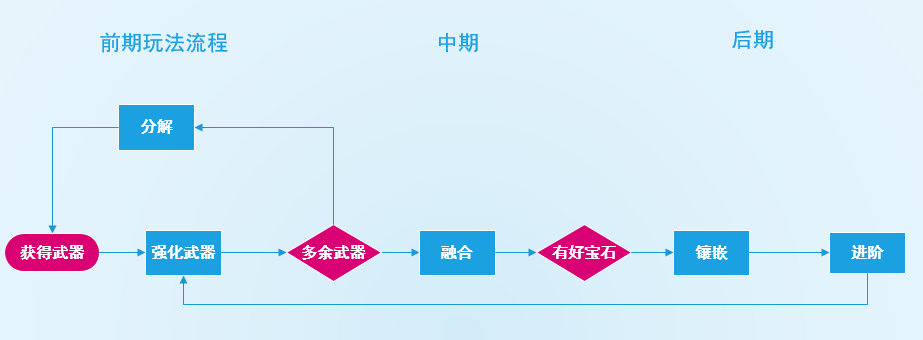 前期玩法流程
中期
后期
分解
获得武器
强化武器
多余武器
融合
有好宝石
镶嵌
进阶